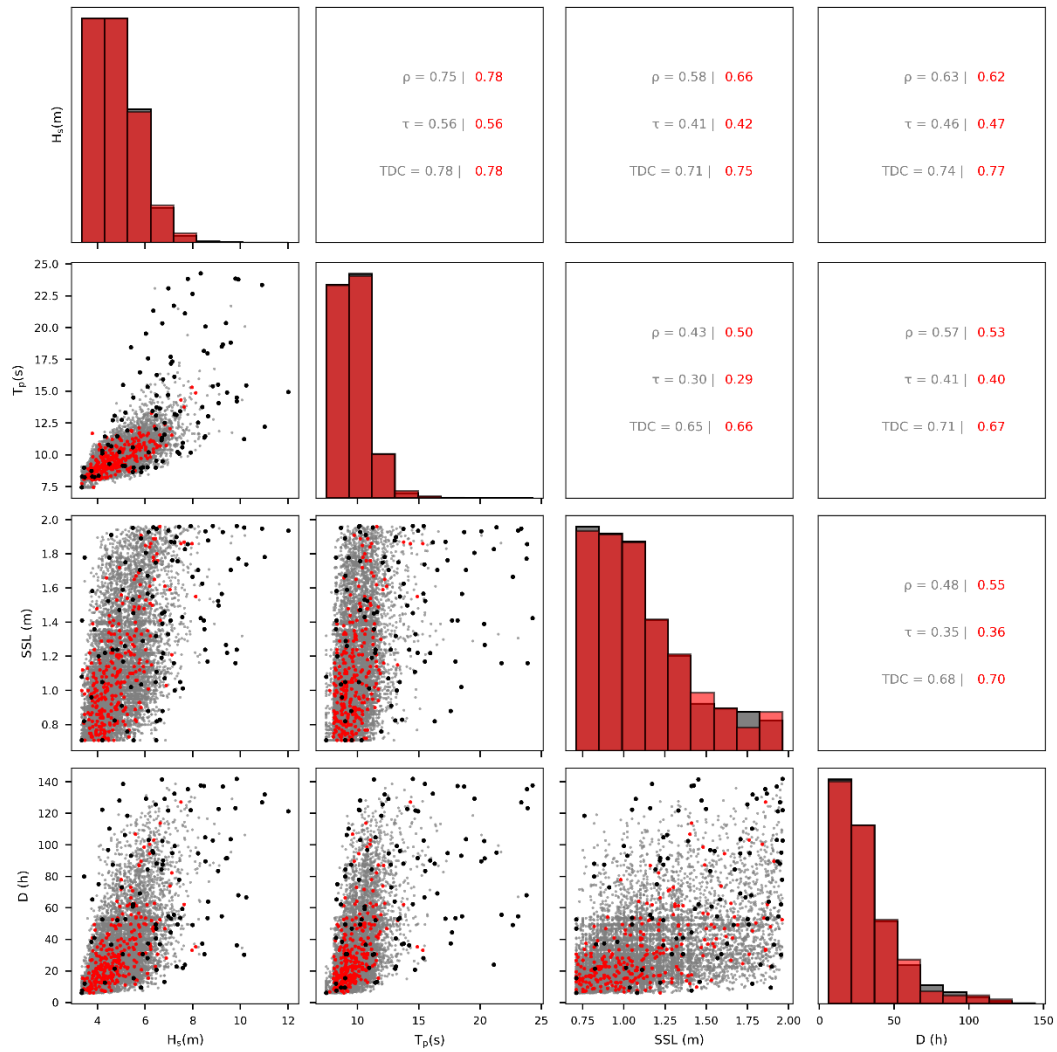 H_s(m)
ρ = 0.75 | 0.78
τ = 0.56 | 0.56
TDC = 0.78 | 0.78
ρ = 0.58 | 0.66
τ = 0.41 | 0.42
TDC = 0.71 | 0.75
ρ = 0.63 | 0.62
τ = 0.46 | 0.47
TDC = 0.74 | 0.77
T_p(s)
25.0
22.5
20.0
17.5
15.0
12.5
10.0
7.5
ρ = 0.43 | 0.50
τ = 0.30 | 0.29
TDC = 0.65 | 0.66
ρ = 0.57 | 0.53
τ = 0.41 | 0.40
TDC = 0.71 | 0.67
SSL (m)
2.0
1.8
1.6
1.4
1.2
1.0
0.8
ρ = 0.48 | 0.55
τ = 0.35 | 0.36
TDC = 0.68 | 0.70
D (h)
140
120
100
80
60
40
20
0
4 6 8 10 12
H_s(m)
10 15 20 25
T_p(s)
0.75 1.00 1.25 1.50 1.75 2.00
SSL (m)
0 50 100 150
D (h)